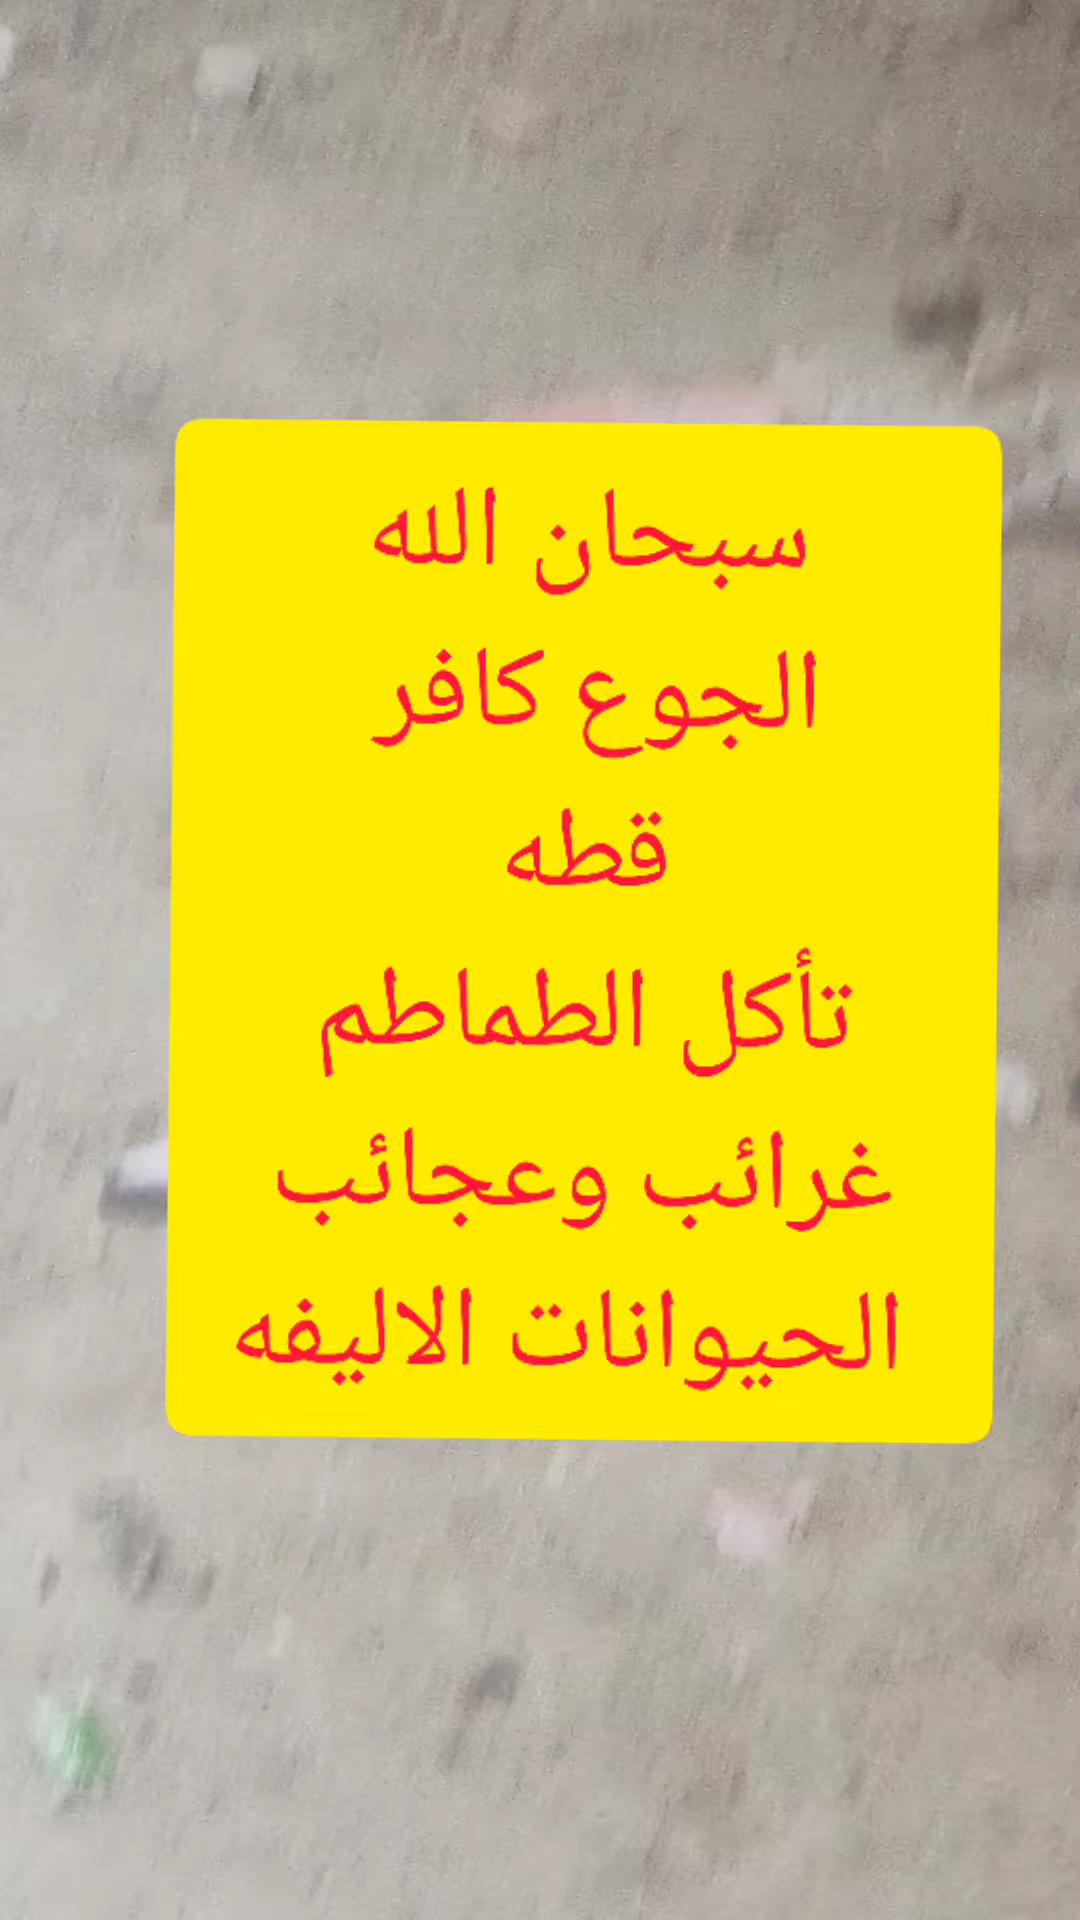 سبحان الله
الجوع كافر
قطه
تأكل الطماطم
غرائب وعجائب
الحيوانات الاليفه